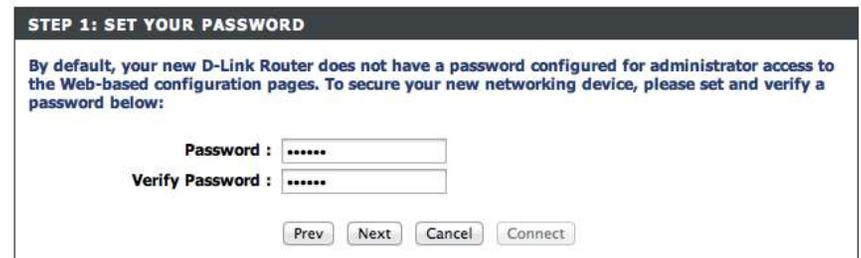 STEP 1: SET YOUR PASSWORD
By default, your new D-Link Router does not have a password configured for administrator access to
the Web-based configuration pages. To secure your new networking device, please set and verify a
password below:
Password : ••••••
Verify Password : ••••••
Prev Next Cancel Connect